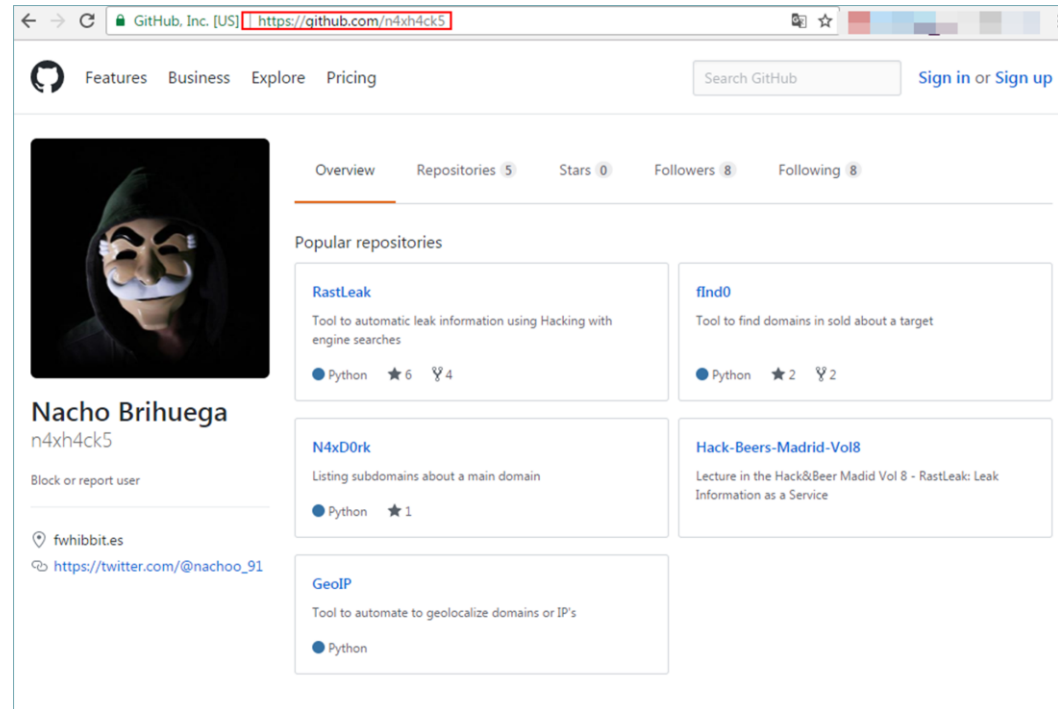 GitHub, Inc. [US] | https://github.com/n4xh4ck5
Features Business Explore Pricing Search GitHub Sign in or Sign up
Overview Repositories 5 Stars 0 Followers 8 Following 8
Popular repositories
RastLeak
Tool to automatic leak information using Hacking with
engine searches
Python 6 4
fInd0
Tool to find domains in sold about a target
Python 2 2
Nacho Brihuega
n4xh4ck5
Block or report user
fwhibbit.es
https://twitter.com/@nachoo_91
N4xD0rk
Listing subdomains about a main domain
Python 1
Hack-Beers-Madrid-Vol8
Lecture in the Hack&Beer Madid Vol 8 - RastLeak: Leak
Information as a Service
GeoIP
Tool to automate to geolocalize domains or IP's
Python